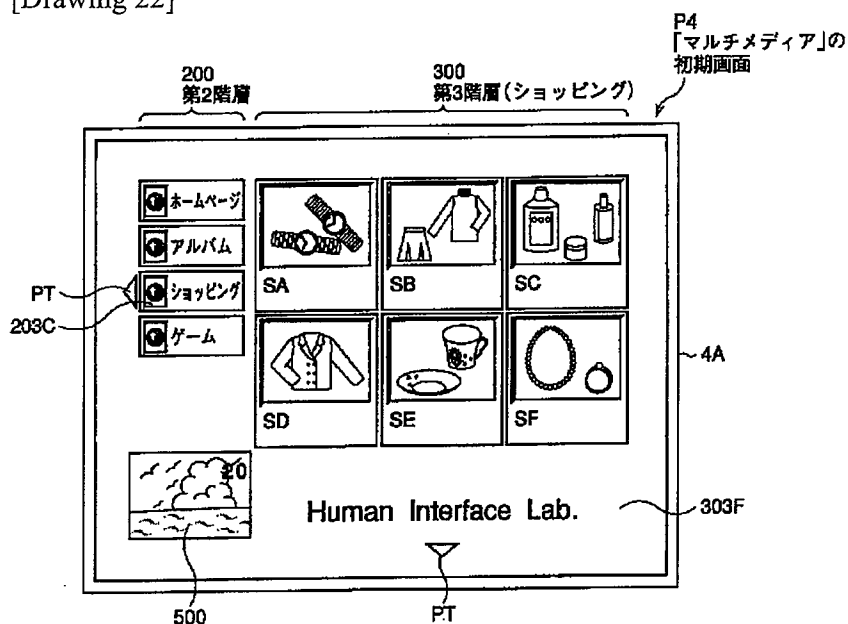 [Drawing 22]
P4
「マルチメディア」の
初期画面
200
第2階層
300
第3階層(ショッピング)
ホームページ
アルバム
ショッピング
ゲーム
PT
203C
SA
SB
SC
SD
SE
SF
4A
20
Human Interface Lab.
303F
500
PT